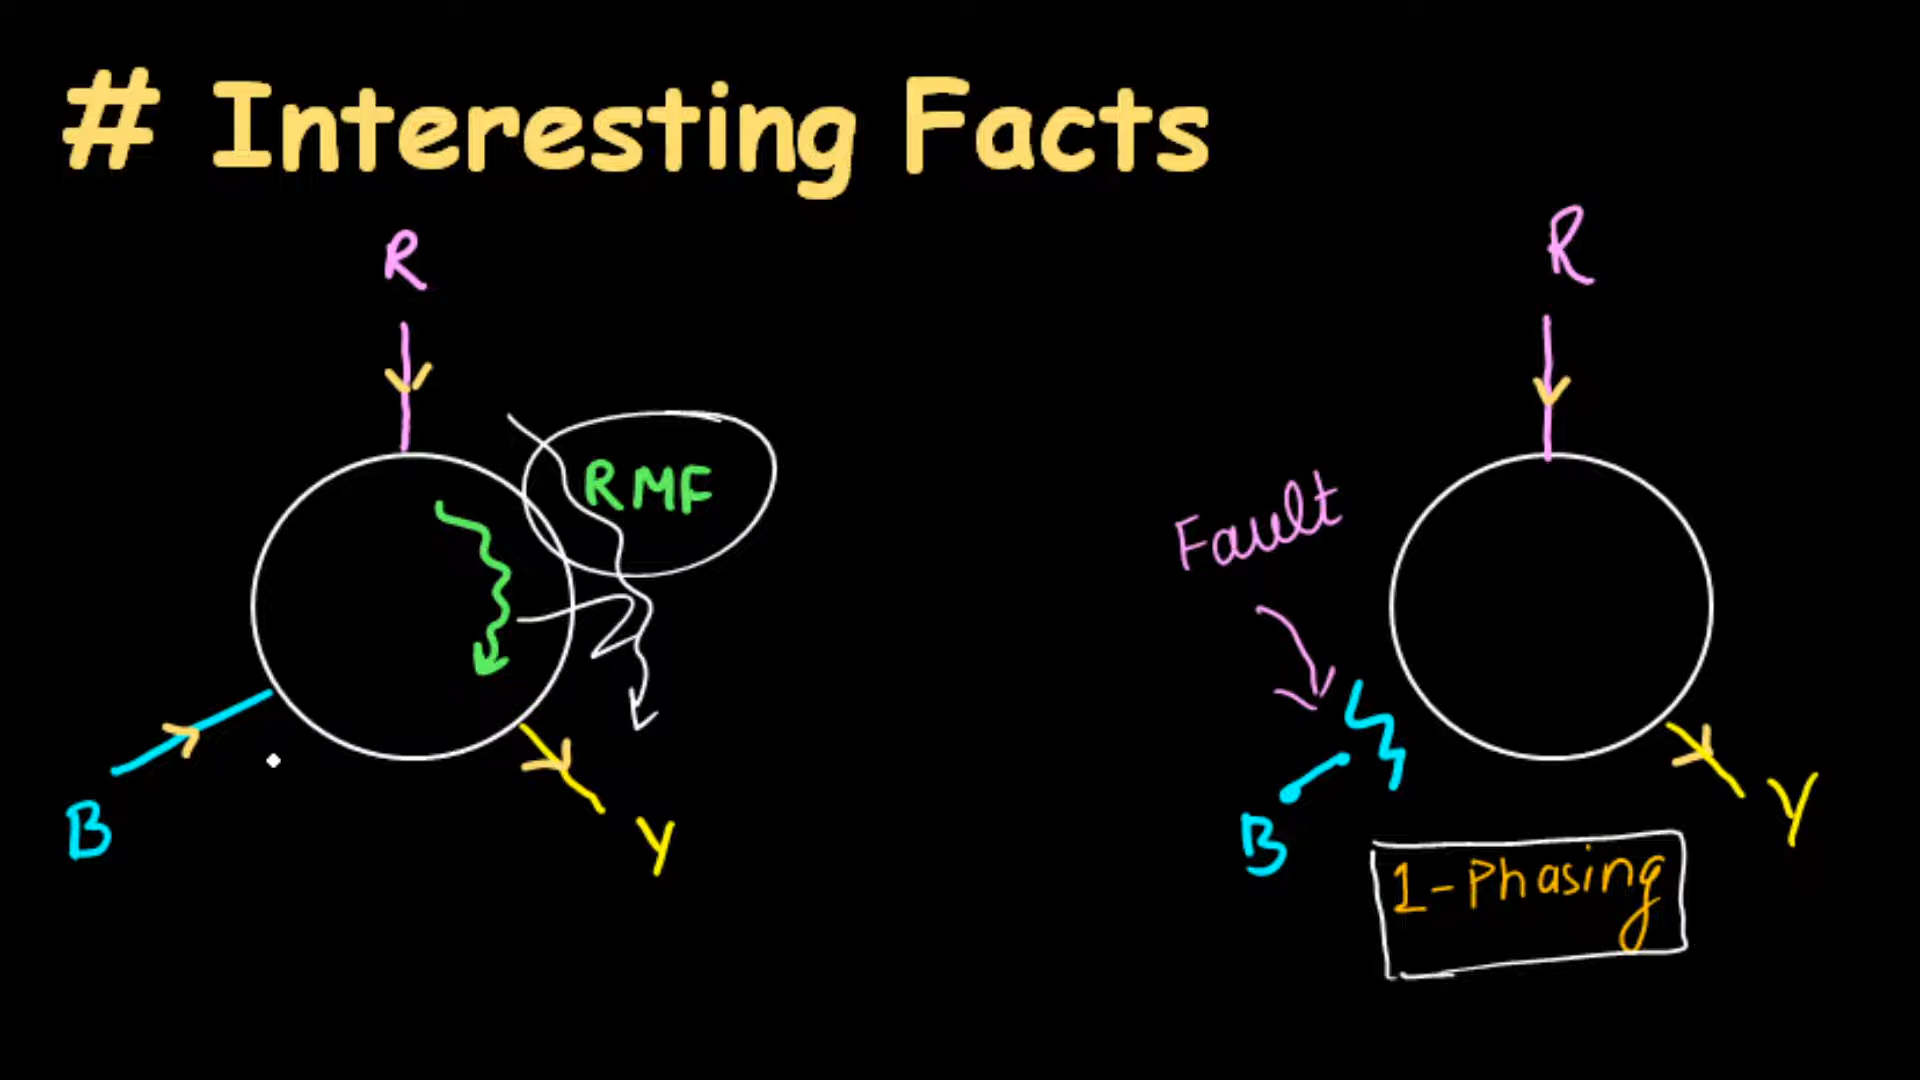 # Interesting Facts
R
RMF
B
Y
R
Fault
B
Y
1-Phasing